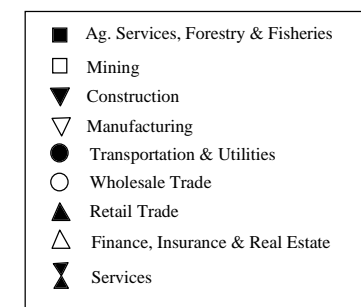 Ag. Services, Forestry & Fisheries
Mining
Construction
Manufacturing
Transportation & Utilities
Wholesale Trade
Retail Trade
Finance, Insurance & Real Estate
Services